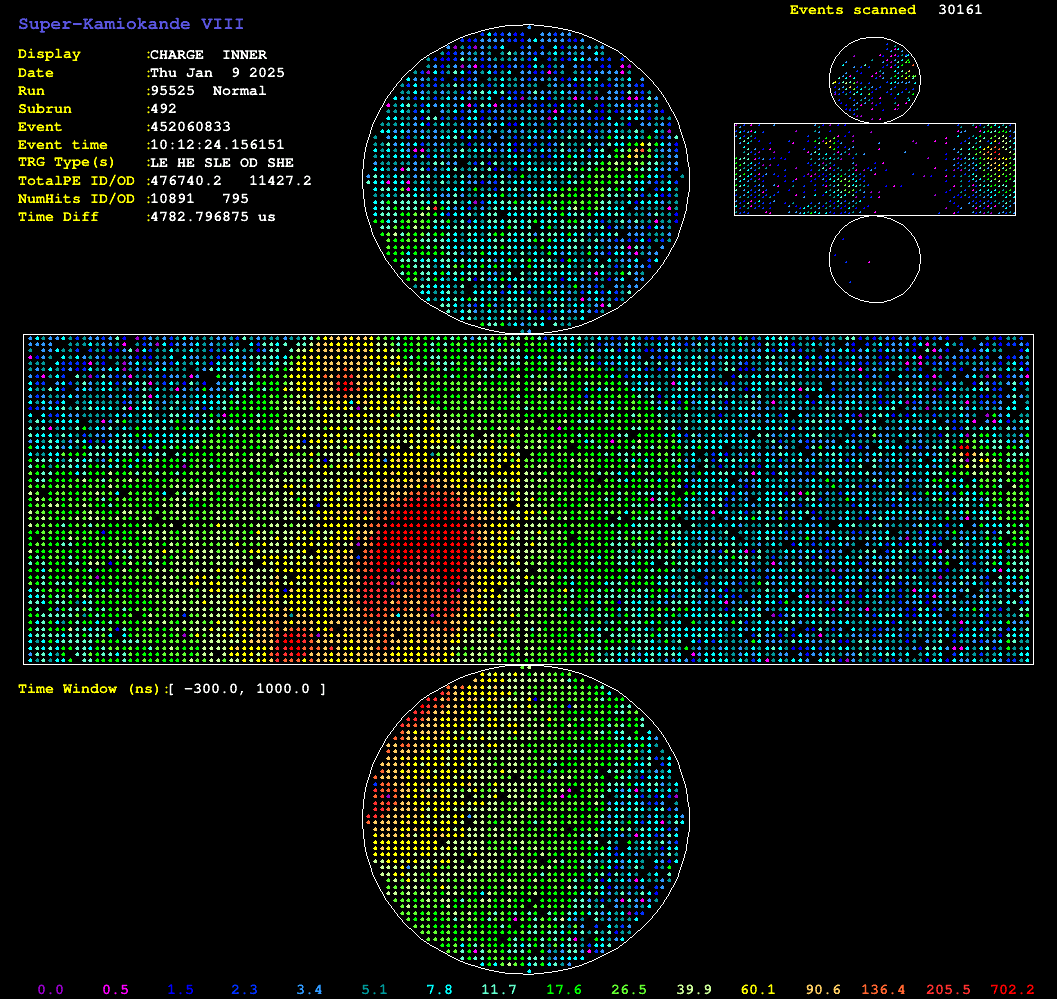 Super-Kamiokande VIII
Events scanned 30161
Display :CHARGE INNER
Date :Thu Jan 9 2025
Run :95525 Normal
Subrun :492
Event :452060833
Event time :10:12:24.156151
TRG Type(s) :LE HE SLE OD SHE
TotalPE ID/OD :476740.2 11427.2
NumHits ID/OD :10891 795
Time Diff :4782.796875 us
Time Window (ns):[ -300.0, 1000.0 ]
0.0 0.5 1.5 2.3 3.4 5.1 7.8 11.7 17.6 26.5 39.9 60.1 90.6 136.4 205.5 702.2